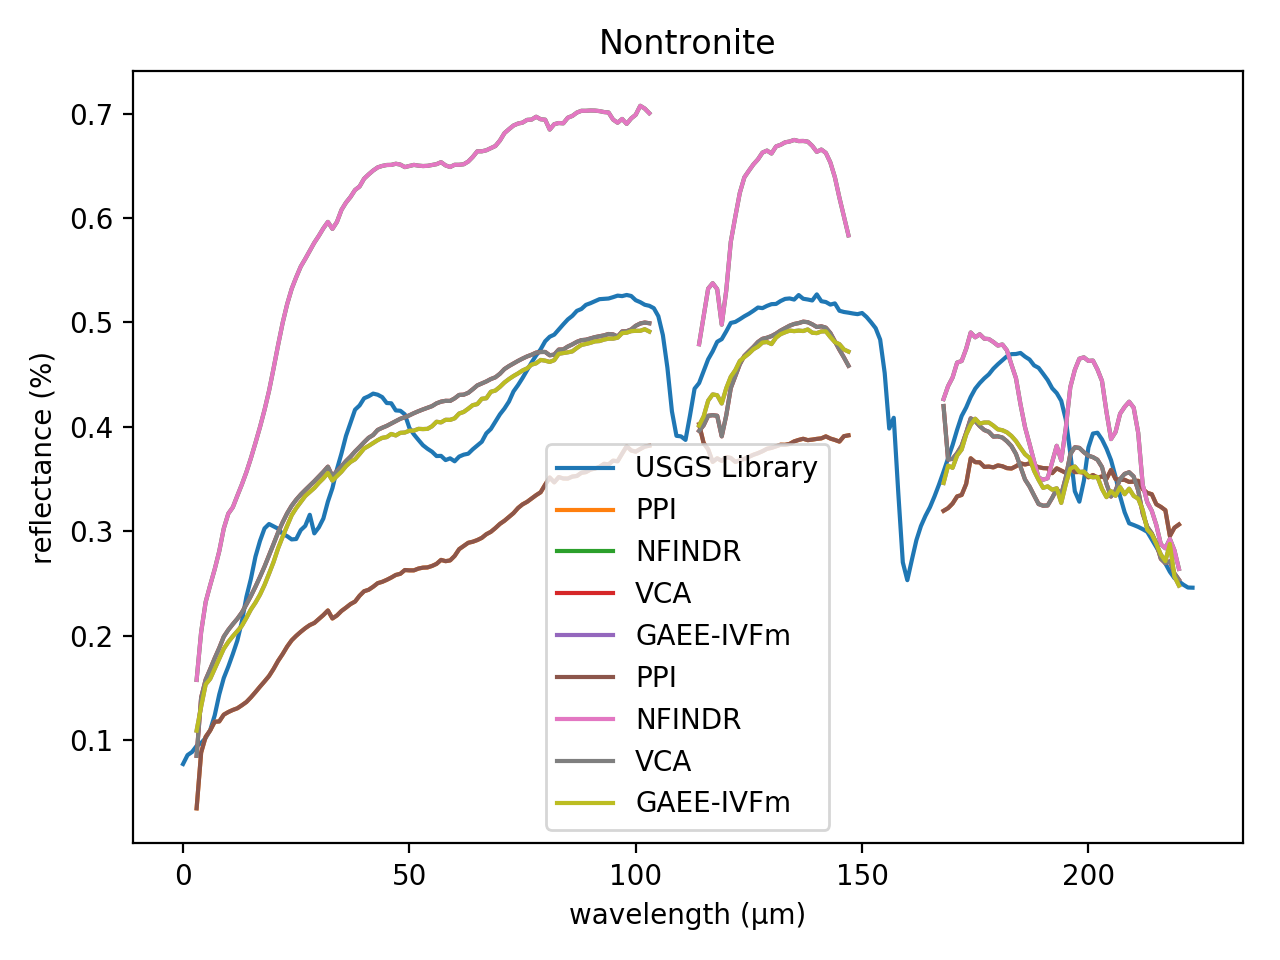 Nontronite
reflectance (%)
0.7
0.6
0.5
0.4
0.3
0.2
0.1
USGS Library
PPI
NFINDR
VCA
GAEE-IVFm
PPI
NFINDR
VCA
GAEE-IVFm
0 50 100 150 200
wavelength (µm)